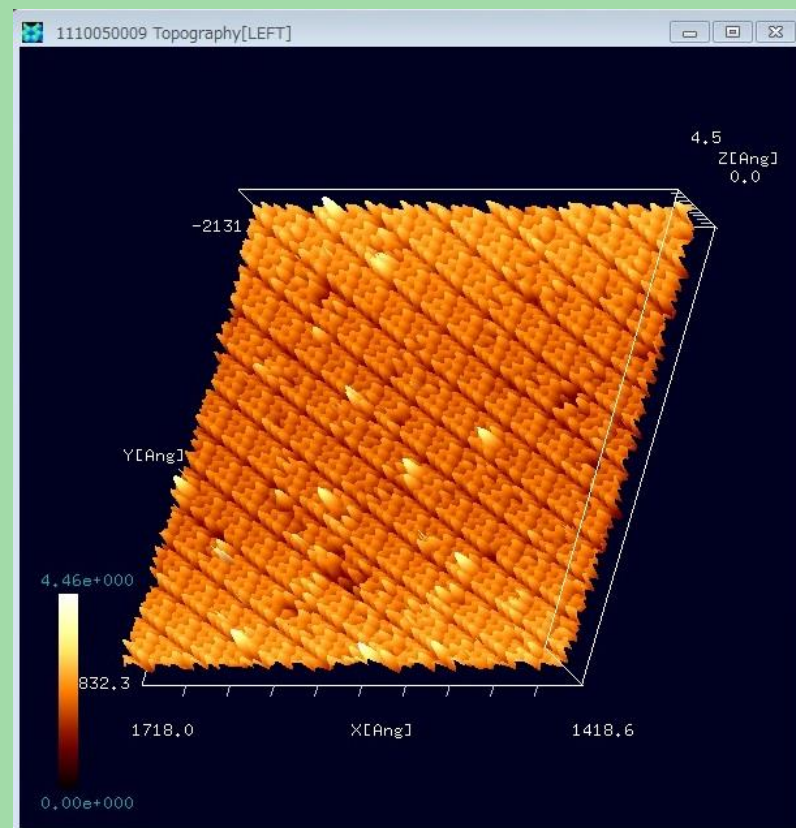 1110050009 Topography[LEFT]
4.5
Z[Ang]
0.0
-2131
Y[Ang]
4.46e+000
832.3
1718.0
X[Ang]
1418.6
0.00e+000